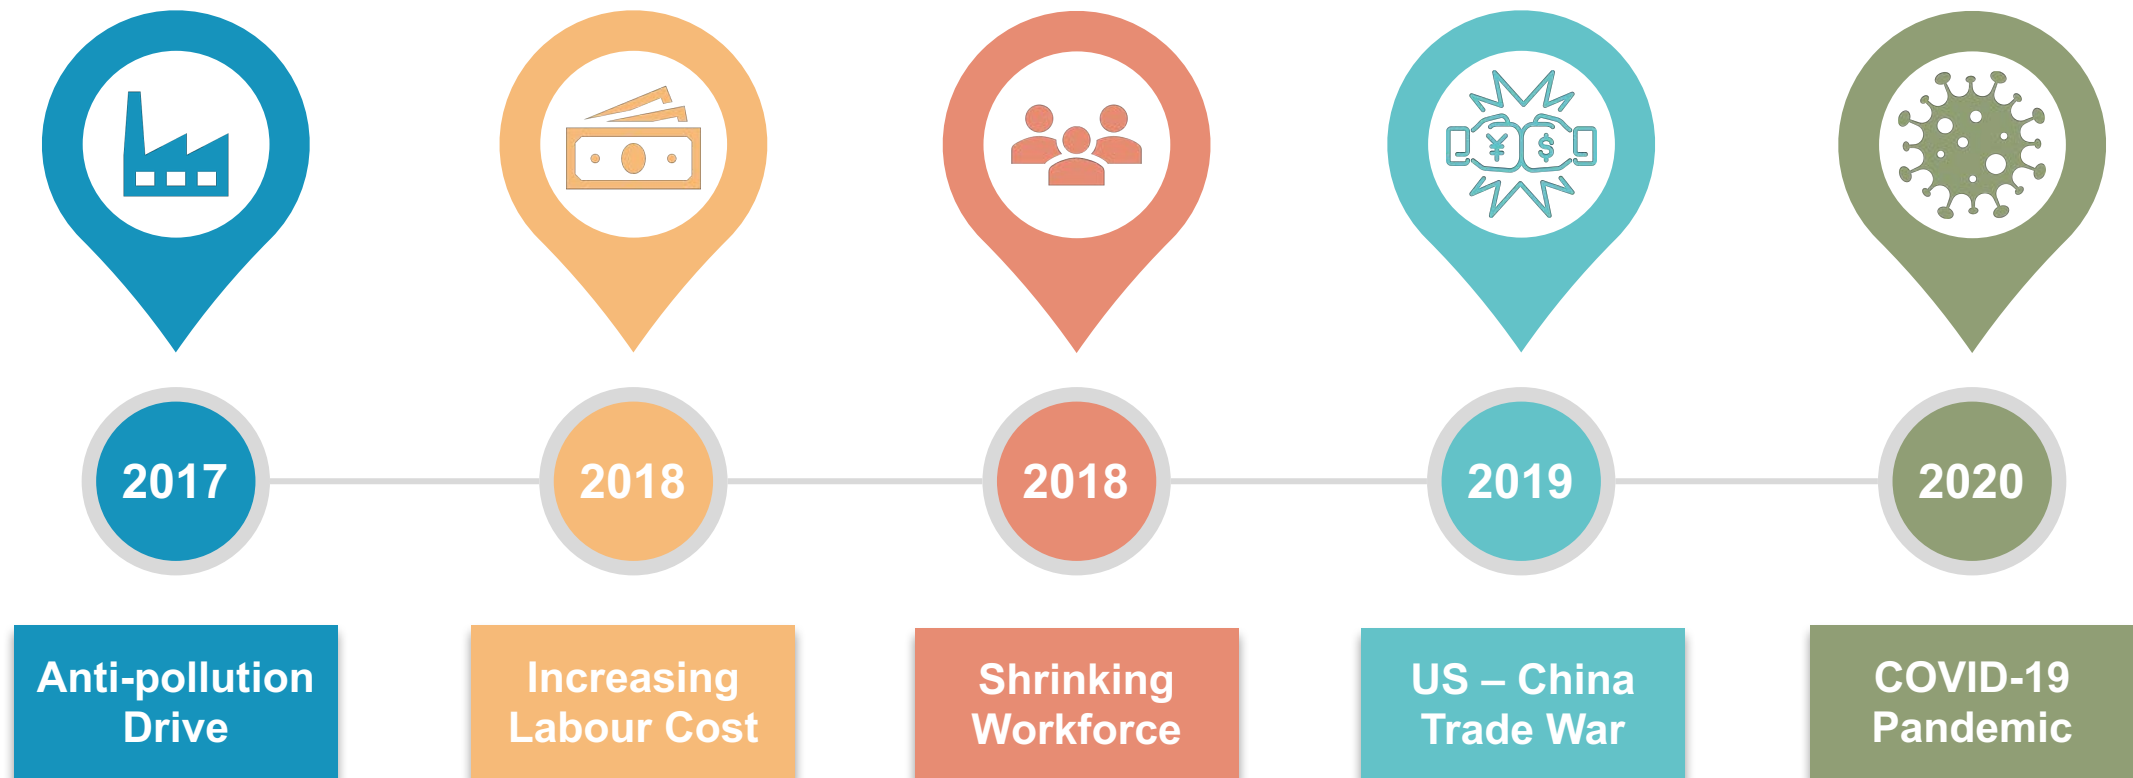 ¥ $
2017
2018
2018
2019
2020
Anti-pollution
Drive
Increasing
Labour Cost
Shrinking
Workforce
US – China
Trade War
COVID-19
Pandemic